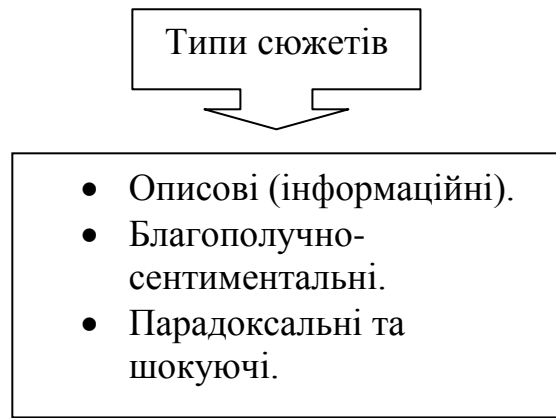 Типи сюжетів
• Описові (інформаційні).
• Благополучно-
сентиментальні.
• Парадоксальні та
шокуючі.